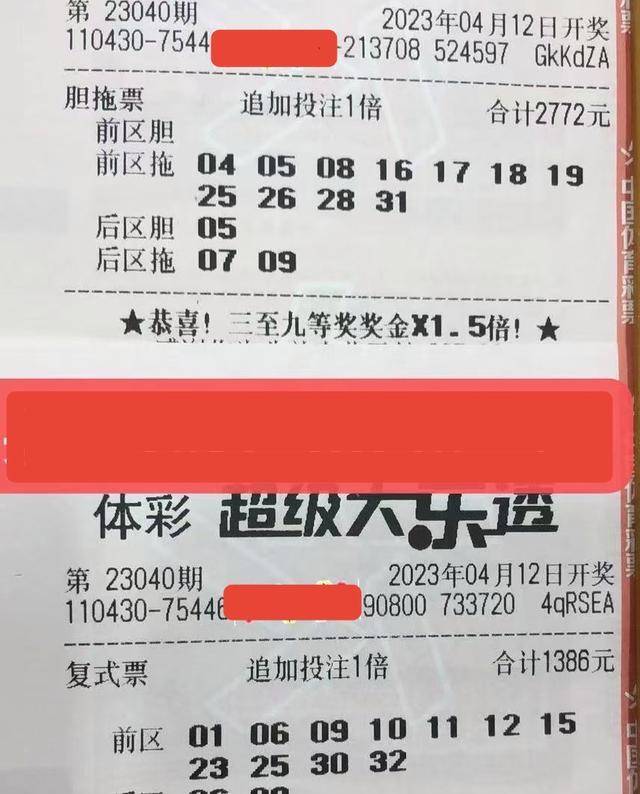 第 23040期 2023年04月12日开奖
110430-7544 -213708 524597 GkKdZA
胆拖票 追加投注1倍 合计2772元
前区胆
前区拖 04 05 08 16 17 18 19
25 26 28 31
后区胆 05
后区拖 07 09
★恭喜! 三至九等奖奖金X1.5倍! ★
体彩 超级大乐透
第 23040期 2023年04月12日开奖
110430-75446 90800 733720 4qRSEA
复式票 追加投注1倍 合计1386元
前区 01 06 09 10 11 12 15
23 25 30 32
中国体育彩票